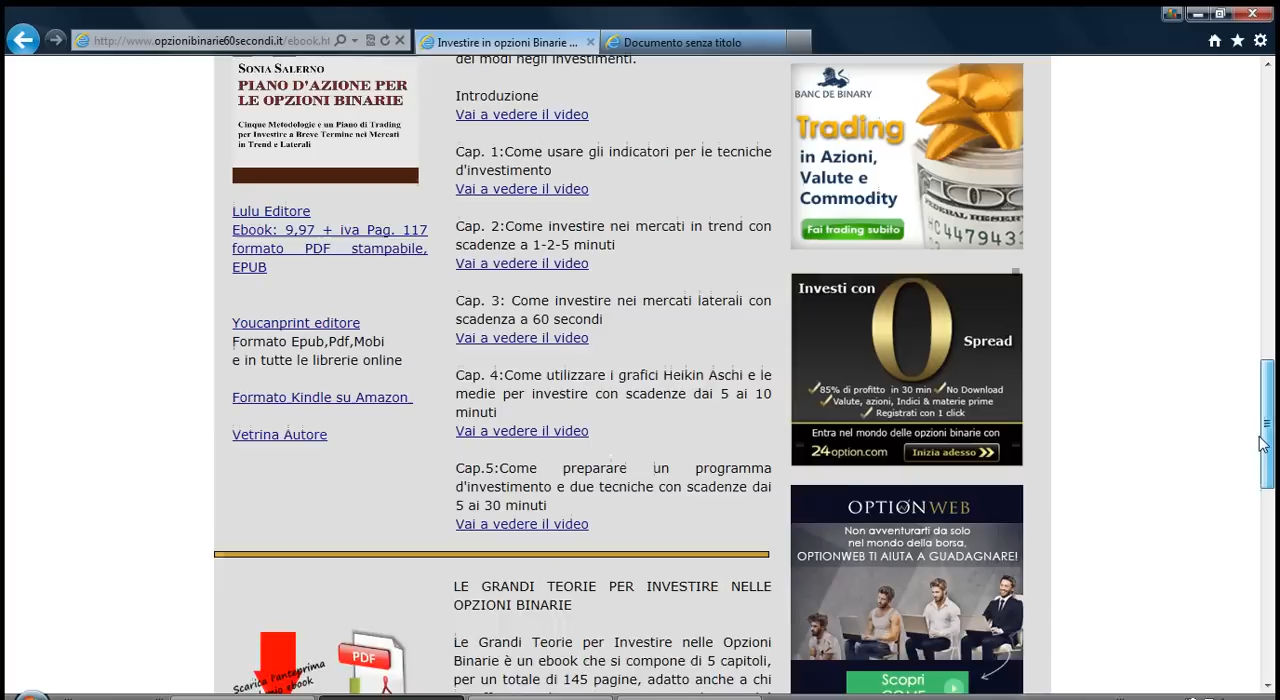 http://www.opzionibinarie60secondi.it/ebook.ht
Investire in opzioni Binarie ...
Documento senza titolo
SONIA SALERNO
PIANO D'AZIONE PER
LE OPZIONI BINARIE
Cinque Metodologie e un Piano di Trading
per Investire a Breve Termine nei Mercati
in Trend e Laterali
Lulu Editore
Ebook: 9,97 + iva Pag. 117
formato PDF stampabile,
EPUB
Youcanprint editore
Formato Epub,Pdf,Mobi
e in tutte le librerie online
Formato Kindle su Amazon
Vetrina Autore
dei modi negli investimenti.
Introduzione
Vai a vedere il video
Cap. 1:Come usare gli indicatori per le tecniche
d'investimento
Vai a vedere il video
Cap. 2:Come investire nei mercati in trend con
scadenze a 1-2-5 minuti
Vai a vedere il video
Cap. 3: Come investire nei mercati laterali con
scadenza a 60 secondi
Vai a vedere il video
Cap. 4:Come utilizzare i grafici Heikin Aschi e le
medie per investire con scadenze dai 5 ai 10
minuti
Vai a vedere il video
Cap.5:Come preparare un programma
d'investimento e due tecniche con scadenze dai
5 ai 30 minuti
Vai a vedere il video
Scarica l'anteprima
mio ebook
PDF
LE GRANDI TEORIE PER INVESTIRE NELLE
OPZIONI BINARIE
Le Grandi Teorie per Investire nelle Opzioni
Binarie è un ebook che si compone di 5 capitoli,
per un totale di 145 pagine, adatto anche a chi
BANC DE BINARY
Trading
in Azioni,
Valute e
Commodity
Fai trading subito
FEDERAL RESERVE
HC447943
Investi con
0
Spread
85% di profitto in 30 min No Download
Valute, azioni, Indici & materie prime
Registrati con 1 click
Entra nel mondo delle opzioni binarie con
24option.com Inizia adesso
OPTIONWEB
Non avventurarti da solo
nel mondo della borsa,
OPTIONWEB TI AIUTA A GUADAGNARE!
Scopri
COME